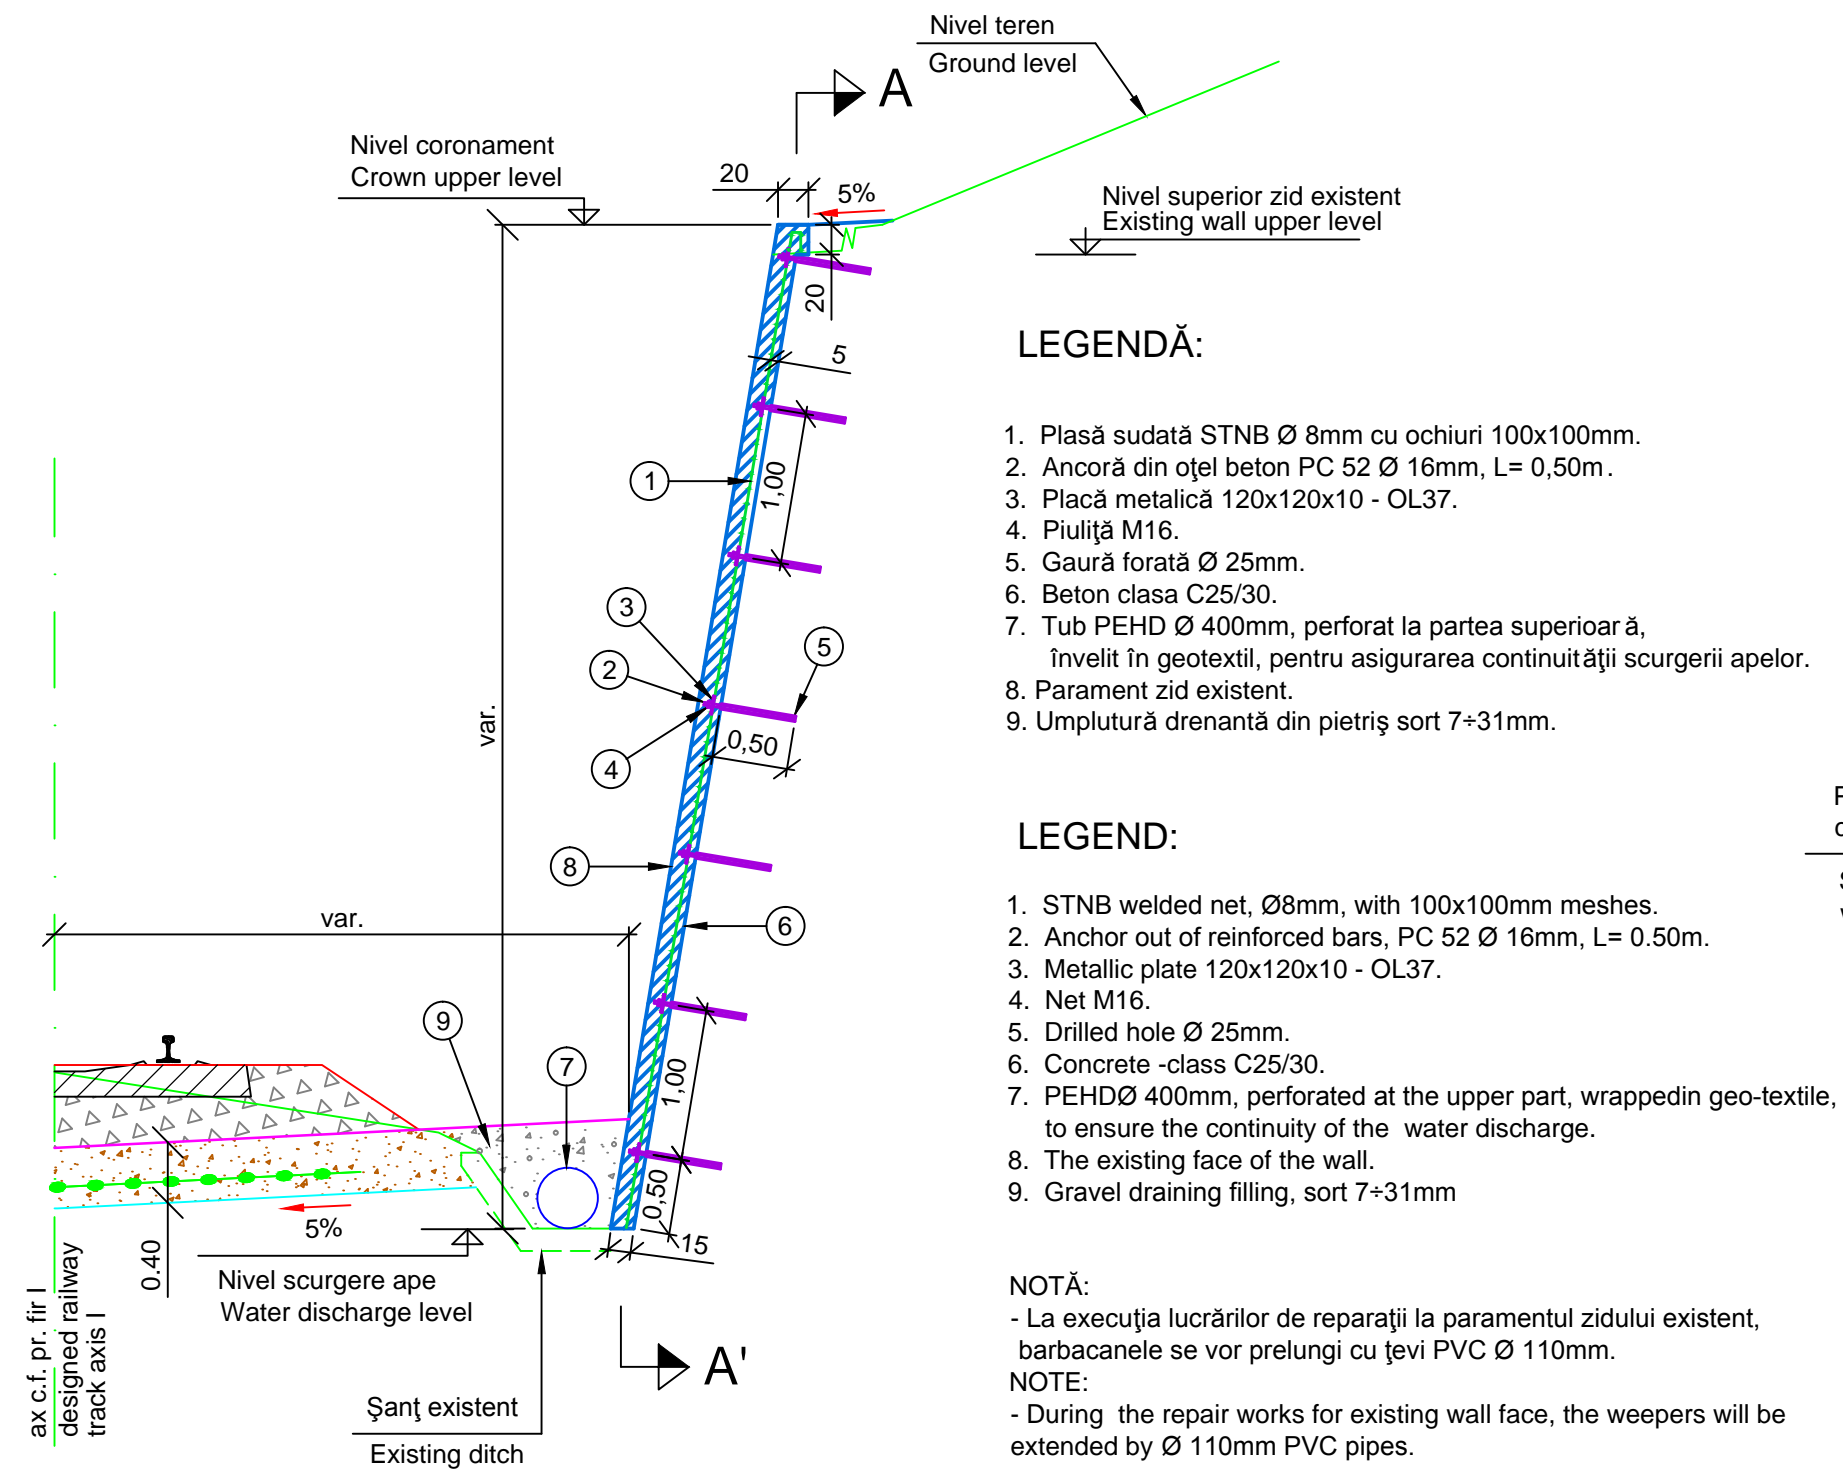 Nivel teren
Ground level
A
Nivel coronament
Crown upper level
20
5%
Nivel superior zid existent
Existing wall upper level
20
5
LEGENDĂ:
1. Plasă sudată STNB Ø 8mm cu ochiuri 100x100mm.
2. Ancoră din oţel beton PC 52 Ø 16mm, L= 0,50m.
3. Placă metalică 120x120x10 - OL37.
4. Piuliţă M16.
5. Gaură forată Ø 25mm.
6. Beton clasa C25/30.
7. Tub PEHD Ø 400mm, perforat la partea superioară,
învelit în geotextil, pentru asigurarea continuităţii scurgerii apelor.
8. Parament zid existent.
9. Umplutură drenantă din pietriş sort 7÷31mm.
1
1,00
3
5
2
var.
0,50
4
LEGEND:
1. STNB welded net, Ø8mm, with 100x100mm meshes.
2. Anchor out of reinforced bars, PC 52 Ø 16mm, L= 0.50m.
3. Metallic plate 120x120x10 - OL37.
4. Net M16.
5. Drilled hole Ø 25mm.
6. Concrete -class C25/30.
7. PEHDØ 400mm, perforated at the upper part, wrappedin geo-textile,
to ensure the continuity of the water discharge.
8. The existing face of the wall.
9. Gravel draining filling, sort 7÷31mm
8
var.
6
9
7
1,00
0,50
15
5%
0.40
Nivel scurgere ape
Water discharge level
ax c.f. pr. fir I
designed railway
track axis I
A'
Şanţ existent
Existing ditch
NOTĂ:
- La execuţia lucrărilor de reparaţii la paramentul zidului existent,
barbacanele se vor prelungi cu ţevi PVC Ø 110mm.
NOTE:
- During the repair works for existing wall face, the weepers will be
extended by Ø 110mm PVC pipes.